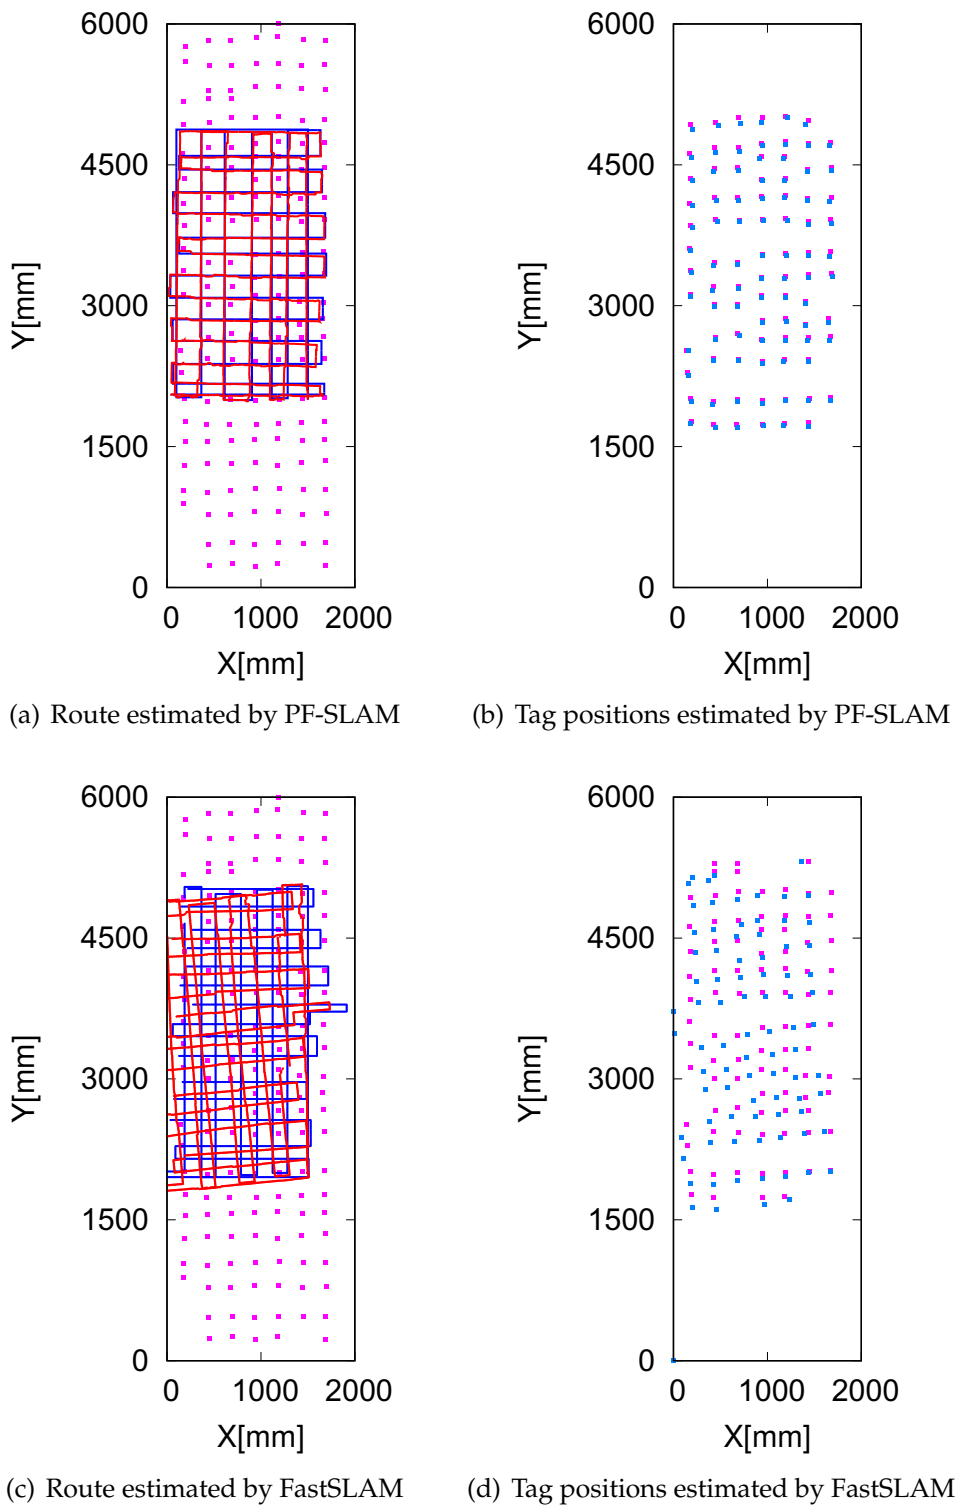 6000
4500
3000
1500
0
Y[mm]
0 1000 2000
X[mm]
6000
4500
3000
1500
0
Y[mm]
0 1000 2000
X[mm]
(a) Route estimated by PF-SLAM
(b) Tag positions estimated by PF-SLAM
6000
4500
3000
1500
0
Y[mm]
0 1000 2000
X[mm]
6000
4500
3000
1500
0
Y[mm]
0 1000 2000
X[mm]
(c) Route estimated by FastSLAM
(d) Tag positions estimated by FastSLAM